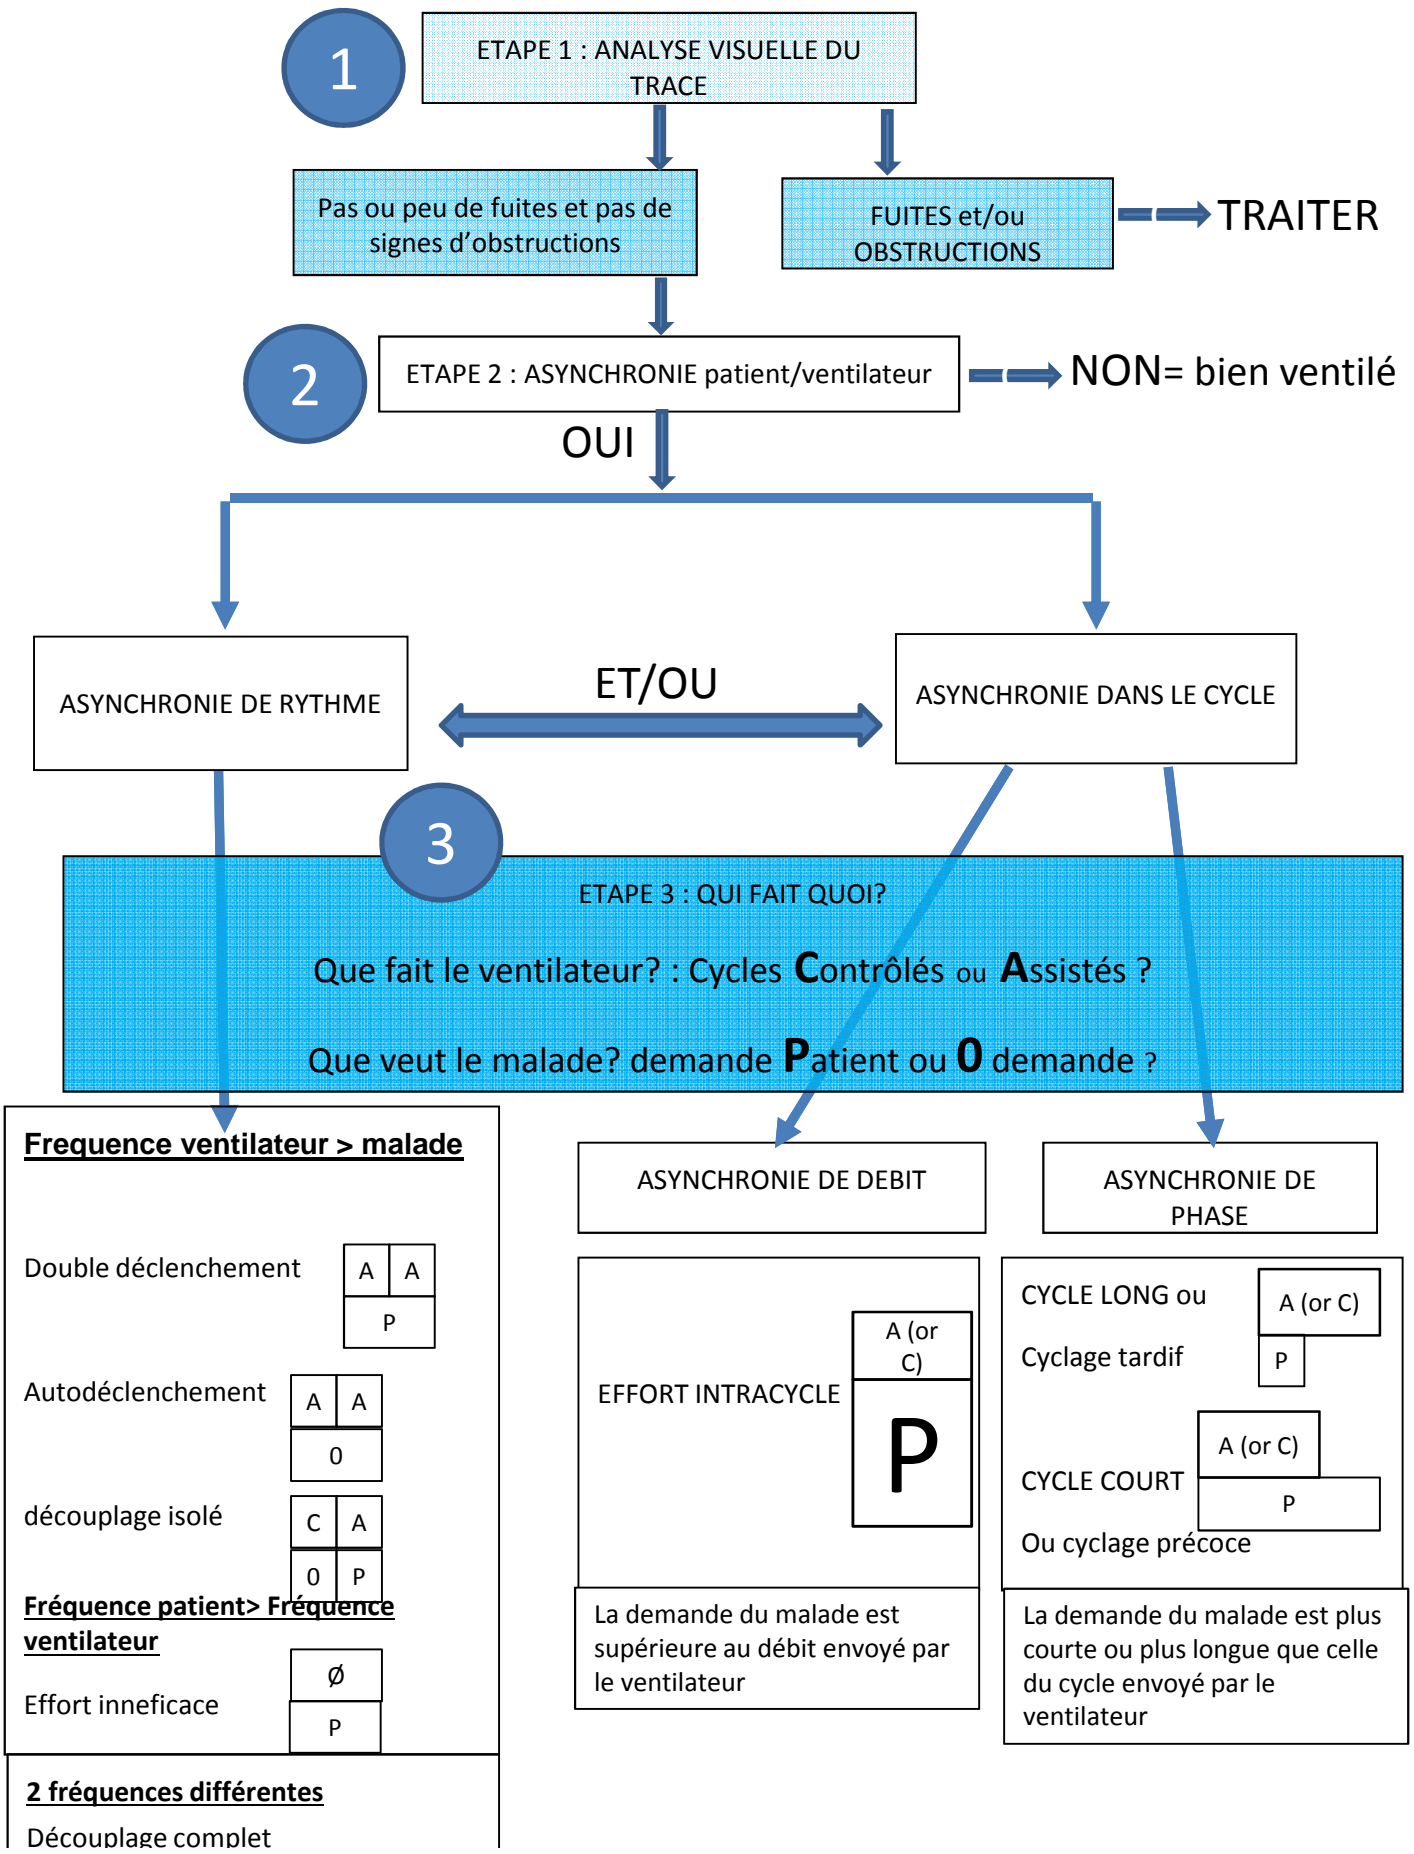 1
ETAPE 1 : ANALYSE VISUELLE DU
TRACE
Pas ou peu de fuites et pas de
signes d'obstructions
FUITES et/ou
OBSTRUCTIONS
TRAITER
2
ETAPE 2 : ASYNCHRONIE patient/ventilateur
NON= bien ventilé
OUI
ASYNCHRONIE DE RYTHME
ET/OU
ASYNCHRONIE DANS LE CYCLE
3
ETAPE 3 : QUI FAIT QUOI?
Que fait le ventilateur? : Cycles Contrôlés ou Assistés ?
Que veut le malade? demande Patient ou 0 demande ?
Frequence ventilateur > malade
Double déclenchement
A A
P
Autodéclenchement
A A
0
découplage isolé
C A
0 P
Fréquence patient> Fréquence
ventilateur
Ø
Effort inneficace
P
2 fréquences différentes
Découplage complet
ASYNCHRONIE DE DEBIT
A (or
C)
EFFORT INTRACYCLE
P
La demande du malade est
supérieure au débit envoyé par
le ventilateur
ASYNCHRONIE DE
PHASE
CYCLE LONG ou
A (or C)
Cyclage tardif
P
A (or C)
CYCLE COURT
P
Ou cyclage précoce
La demande du malade est plus
courte ou plus longue que celle
du cycle envoyé par le
ventilateur